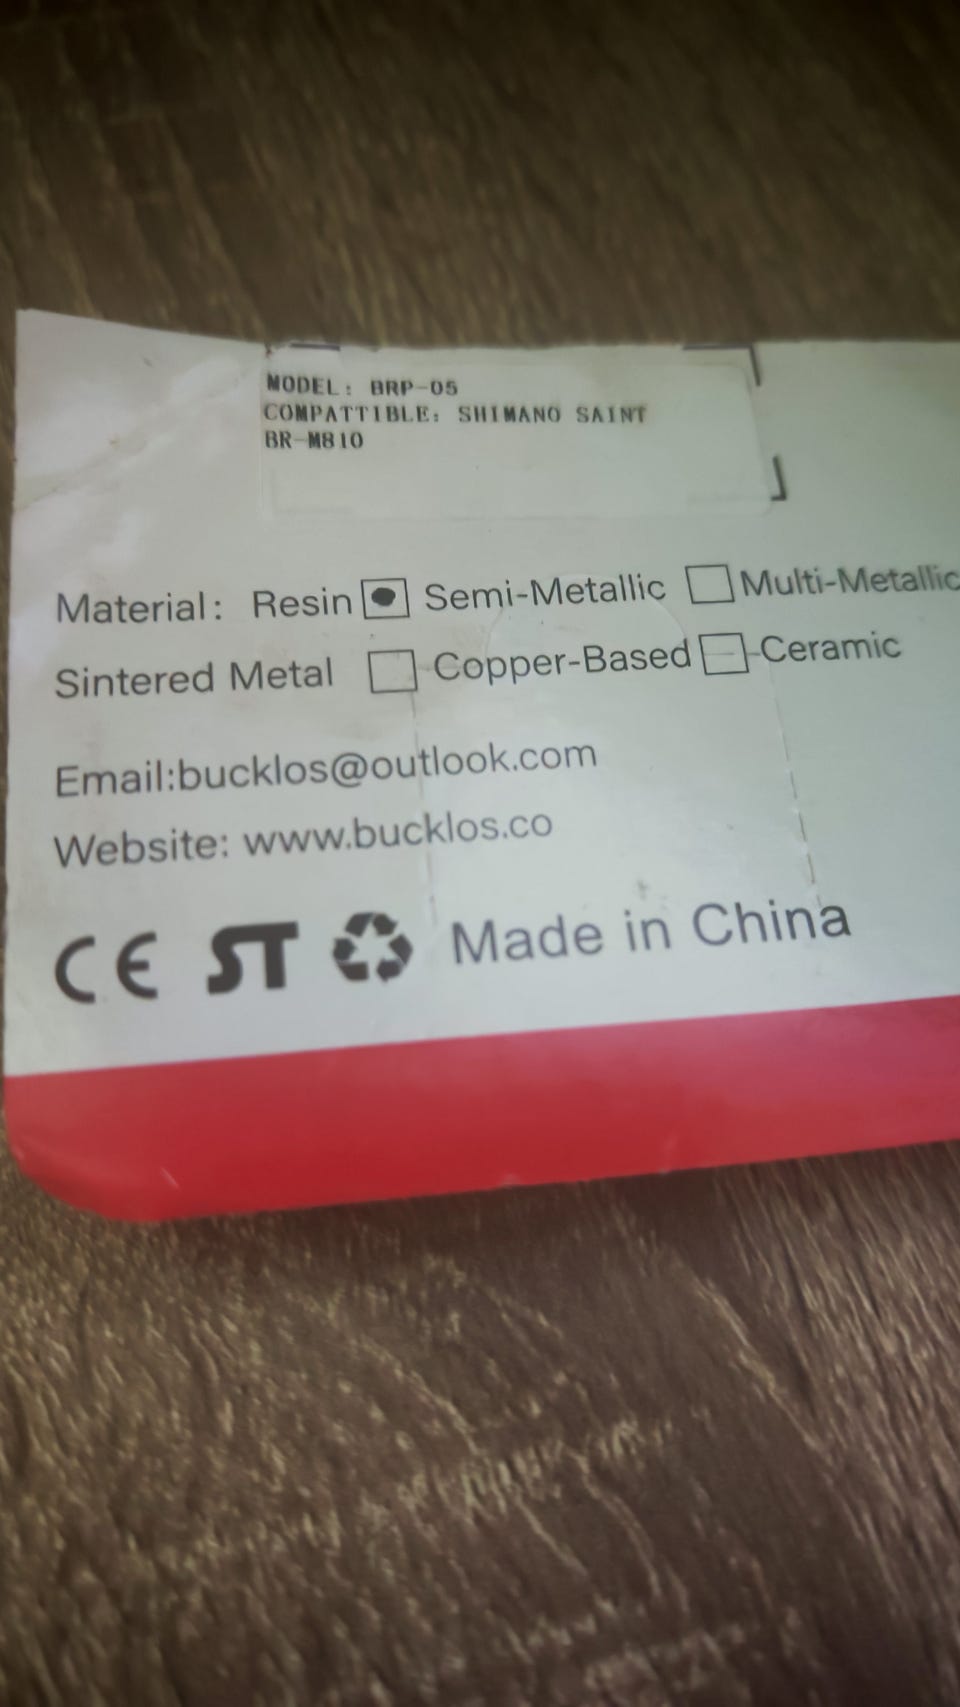 MODEL: BRP-05
COMPATTIBLE: SHIMANO SAINT
BR-M810
Material: Resin Semi-Metallic Multi-Metallic
Sintered Metal Copper-Based Ceramic
Email:bucklos@outlook.com
Website: www.bucklos.co
CE ST Made in China